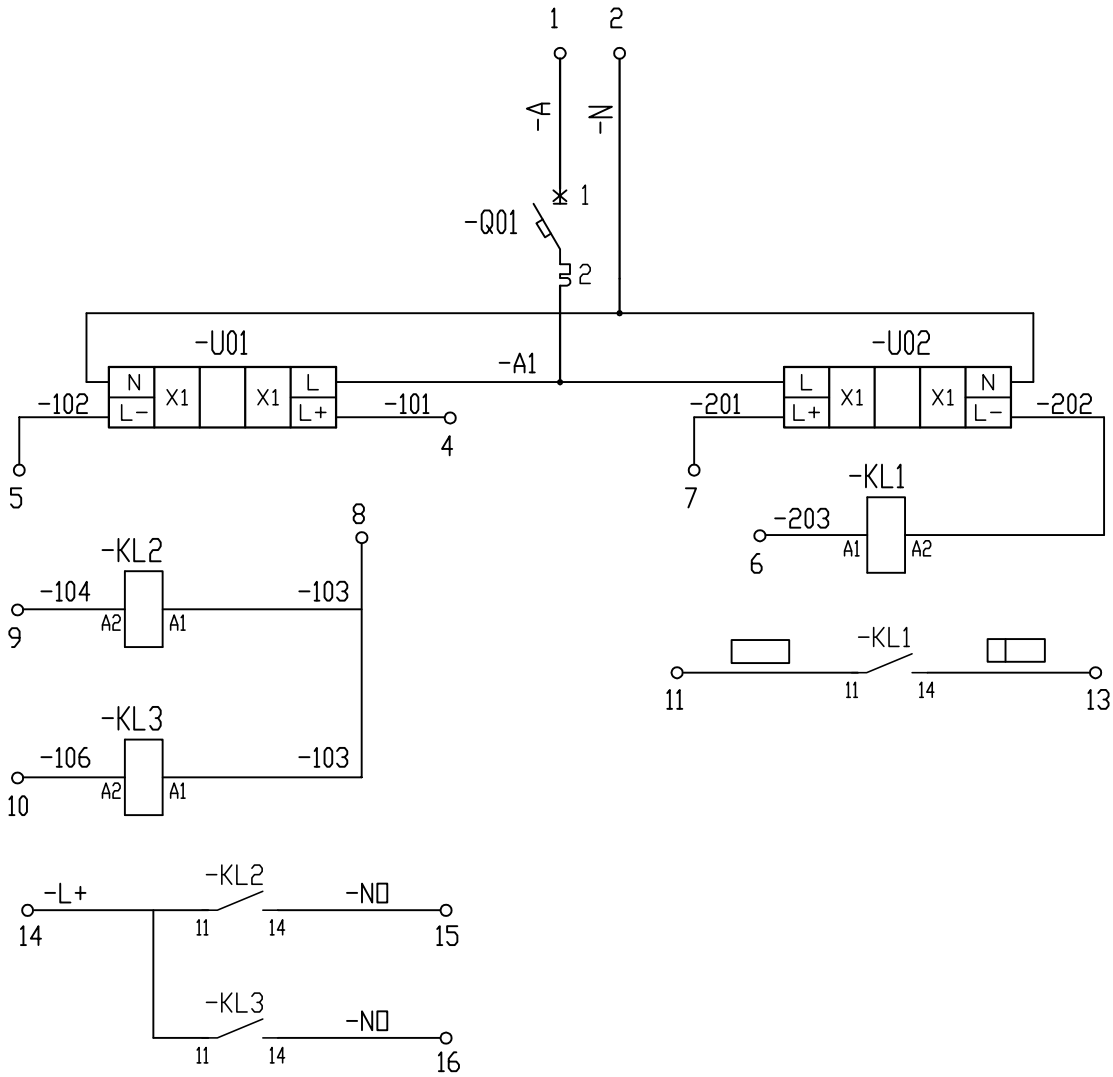 1 2
-A -N
1
-Q01
2
-U01 -A1 -U02
N X1 X1 L L X1 X1 N
L- L+ L+ L-
-102 -101 -201 -202
4
5 7
-KL1
8
-203
A1 A2
6
-KL2
-104 -103
A2 A1
9
-KL1
11 11 14 13
-KL3
-106 -103
A2 A1
10
-KL2
-L+ -NO
14 11 14 15
-KL3
-NO
11 14 16